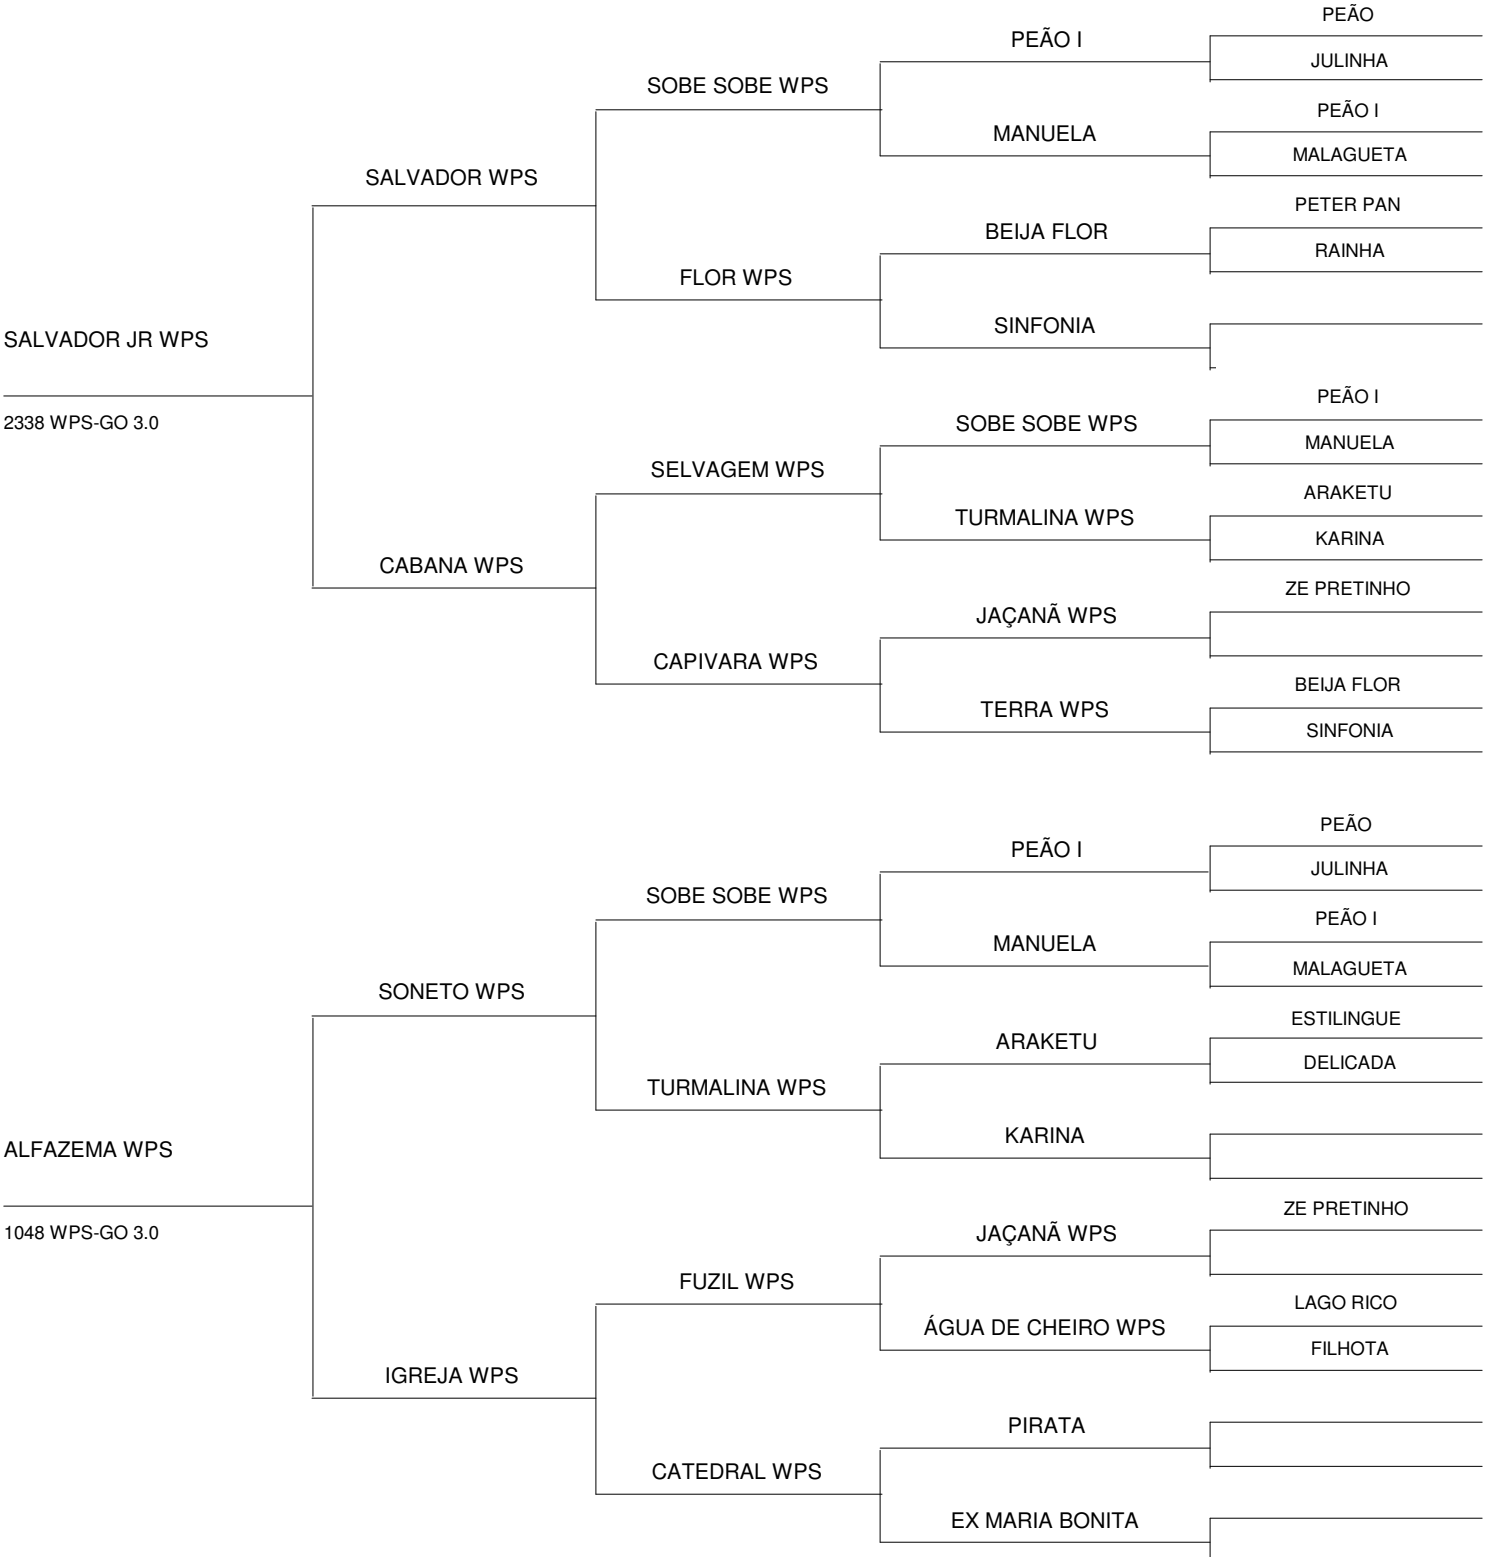 PEÃO
PEÃO I
JULINHA
SOBE SOBE WPS
PEÃO I
MANUELA
MALAGUETA
SALVADOR WPS
PETER PAN
BEIJA FLOR
RAINHA
FLOR WPS
SINFONIA
SALVADOR JR WPS
PEÃO I
2338 WPS-GO 3.0
SOBE SOBE WPS
MANUELA
SELVAGEM WPS
ARAKETU
TURMALINA WPS
KARINA
CABANA WPS
ZE PRETINHO
JAÇANÃ WPS
CAPIVARA WPS
BEIJA FLOR
TERRA WPS
SINFONIA
PEÃO
PEÃO I
JULINHA
SOBE SOBE WPS
PEÃO I
MANUELA
MALAGUETA
SONETO WPS
ESTILINGUE
ARAKETU
DELICADA
TURMALINA WPS
KARINA
ALFAZEMA WPS
ZE PRETINHO
1048 WPS-GO 3.0
JAÇANÃ WPS
FUZIL WPS
LAGO RICO
ÁGUA DE CHEIRO WPS
FILHOTA
IGREJA WPS
PIRATA
CATEDRAL WPS
EX MARIA BONITA